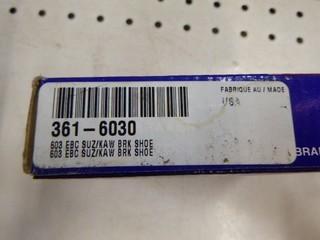 FABRIQUE AU / MADE
USA
361-6030
603 EBC SUZ/KAW BRK SHOE
603 EBC SUZ/KAW BRK SHOE